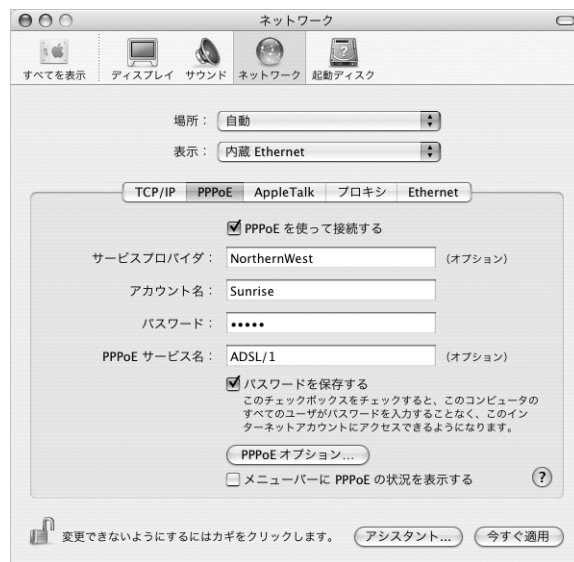 ネットワーク
すべてを表示 ディスプレイ サウンド ネットワーク 起動ディスク
場所： 自動
表示： 内蔵 Ethernet
TCP/IP PPPoE AppleTalk プロキシ Ethernet
PPPoE を使って接続する
サービスプロバイダ： NorthernWest （オプション）
アカウント名： Sunrise
パスワード： •••••
PPPoE サービス名： ADSL/1 （オプション）
パスワードを保存する
このチェックボックスをチェックすると、このコンピュータの
すべてのユーザがパスワードを入力することなく、このイン
ターネットアカウントにアクセスできるようになります。
PPPoE オプション...
メニューバーに PPPoE の状況を表示する ?
変更できないようにするにはカギをクリックします。 アシスタント... 今すぐ適用